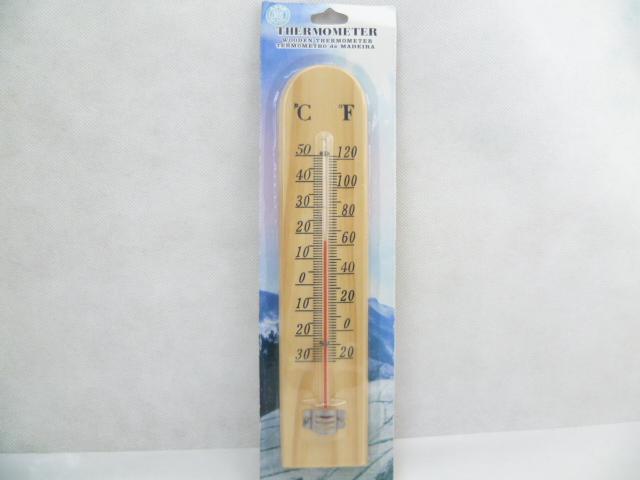 THERMOMETER
WOODEN THERMOMETER
TERMOMETRO de MADEIRA
°C °F
50 120
40 100
30 80
20 60
10 40
0 20
10 0
20 20
30